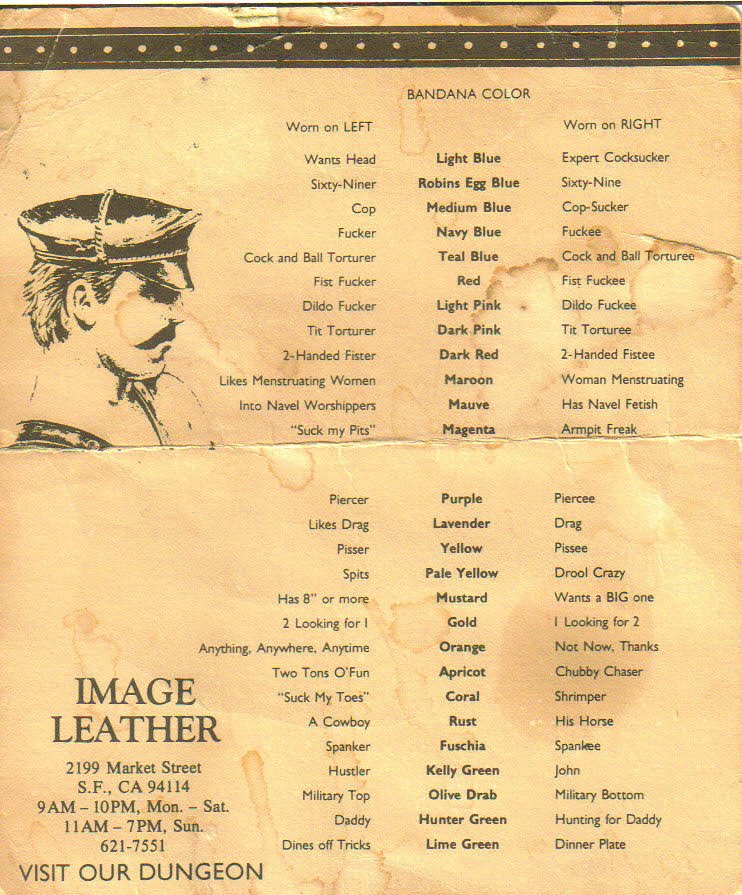 BANDANA COLOR
Worn on LEFT Worn on RIGHT
Wants Head Light Blue Expert Cocksucker
Sixty-Niner Robins Egg Blue Sixty-Nine
Cop Medium Blue Cop-Sucker
Fucker Navy Blue Fuckee
Cock and Ball Torturer Teal Blue Cock and Ball Torturee
Fist Fucker Red Fist Fuckee
Dildo Fucker Light Pink Dildo Fuckee
Tit Torturer Dark Pink Tit Torturee
2-Handed Fister Dark Red 2-Handed Fistee
Likes Menstruating Women Maroon Woman Menstruating
Into Navel Worshippers Mauve Has Navel Fetish
"Suck my Pits" Magenta Armpit Freak
Piercer Purple Piercee
Likes Drag Lavender Drag
Pisser Yellow Pissee
Spits Pale Yellow Drool Crazy
Has 8" or more Mustard Wants a BIG one
2 Looking for 1 Gold 1 Looking for 2
Anything, Anywhere, Anytime Orange Not Now, Thanks
Two Tons O'Fun Apricot Chubby Chaser
"Suck My Toes" Coral Shrimper
A Cowboy Rust His Horse
Spanker Fuschia Spankee
Hustler Kelly Green John
Military Top Olive Drab Military Bottom
Daddy Hunter Green Hunting for Daddy
Dines off Tricks Lime Green Dinner Plate
IMAGE
LEATHER
2199 Market Street
S.F., CA 94114
9AM – 10PM, Mon. – Sat.
11AM – 7PM, Sun.
621-7551
VISIT OUR DUNGEON